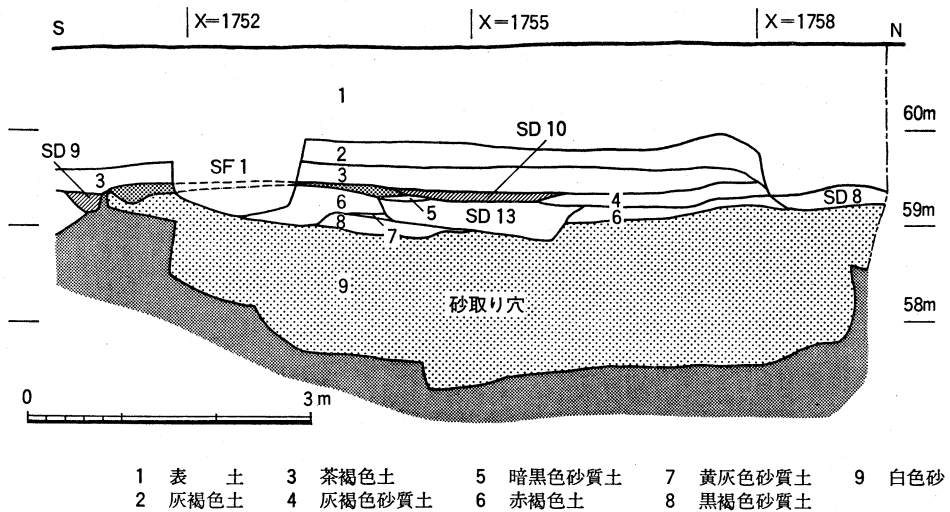 S X=1752 X=1755 X=1758 N
1
60m
SD 10
SD 9 2
SF 1
3 3
4
6 5 SD 13 6 SD 8
8 59m
7
9
砂取り穴 58m
0 3 m
1 表 土 3 茶褐色土 5 暗黒色砂質土 7 黄灰色砂質土 9 白色砂
2 灰褐色土 4 灰褐色砂質土 6 赤褐色土 8 黒褐色砂質土